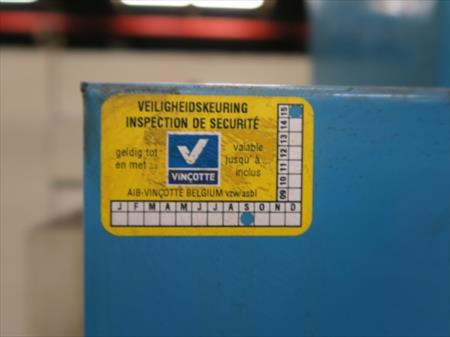 VEILIGHEIDSKEURING
INSPECTION DE SECURITÉ
geldig tot
en met
valable
jusqu' à
inclus
VINÇOTTE
AIB-VINÇOTTE BELGIUM vzw/asbl
J F M A M J J A S O N D
15
14
13
12
11
10
09